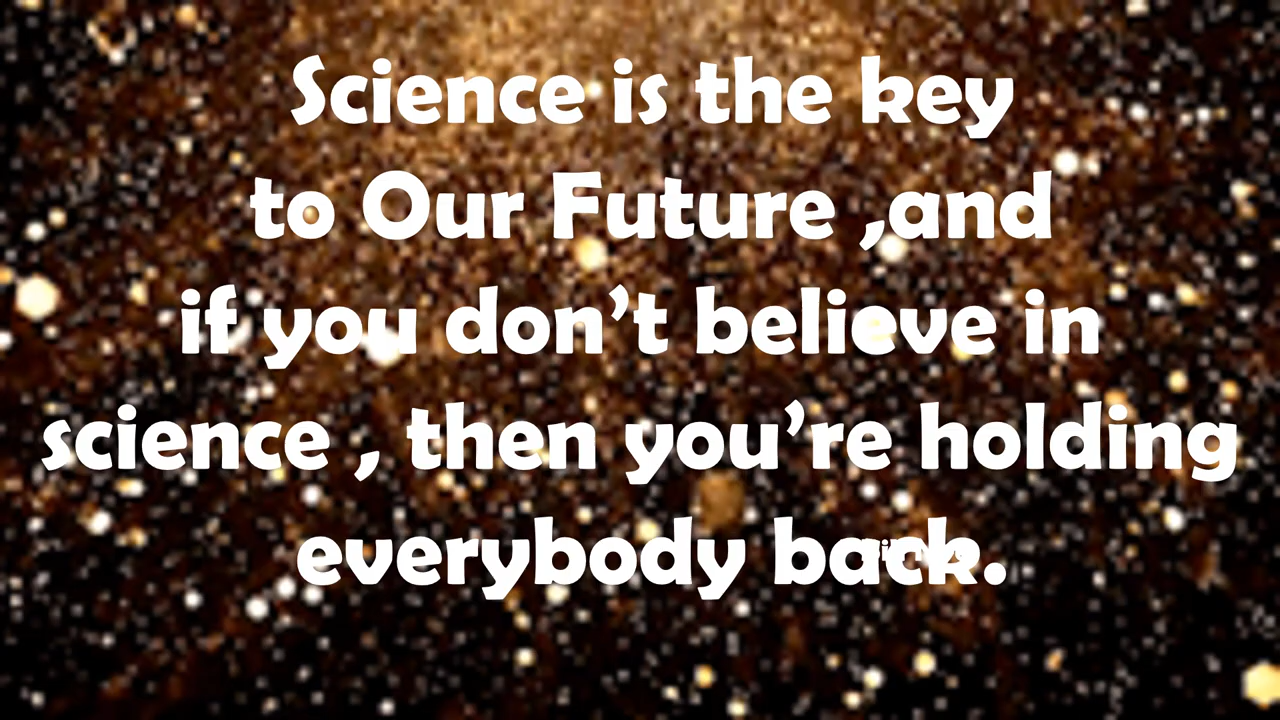 Science is the key
to Our Future ,and
if you don’t believe in
science , then you’re holding
everybody back.